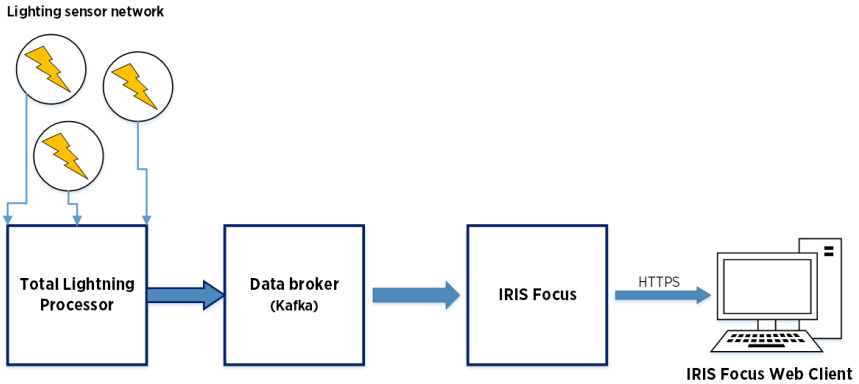 Lighting sensor network
Total Lightning
Processor
Data broker
(Kafka)
IRIS Focus
HTTPS
IRIS Focus Web Client